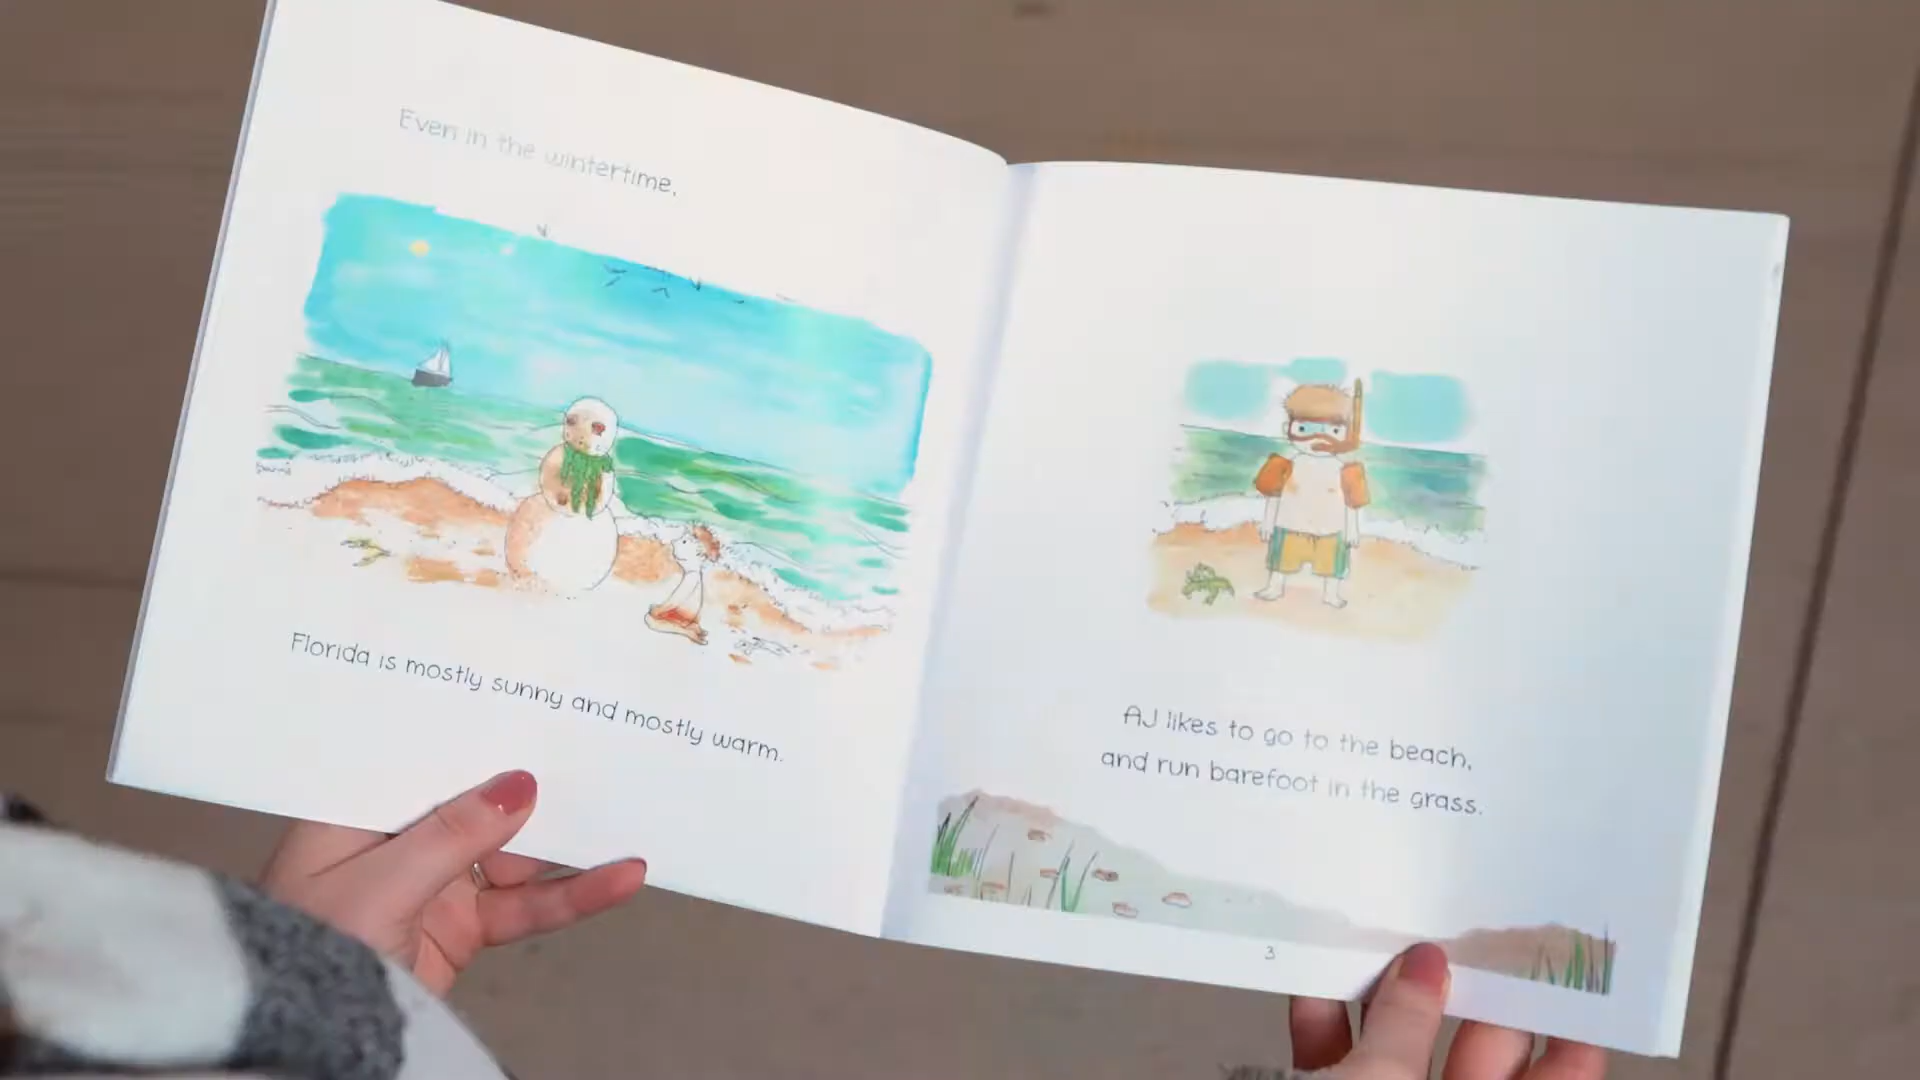 Even in the wintertime,
Florida is mostly sunny and mostly warm.
AJ likes to go to the beach,
and run barefoot in the grass.
3